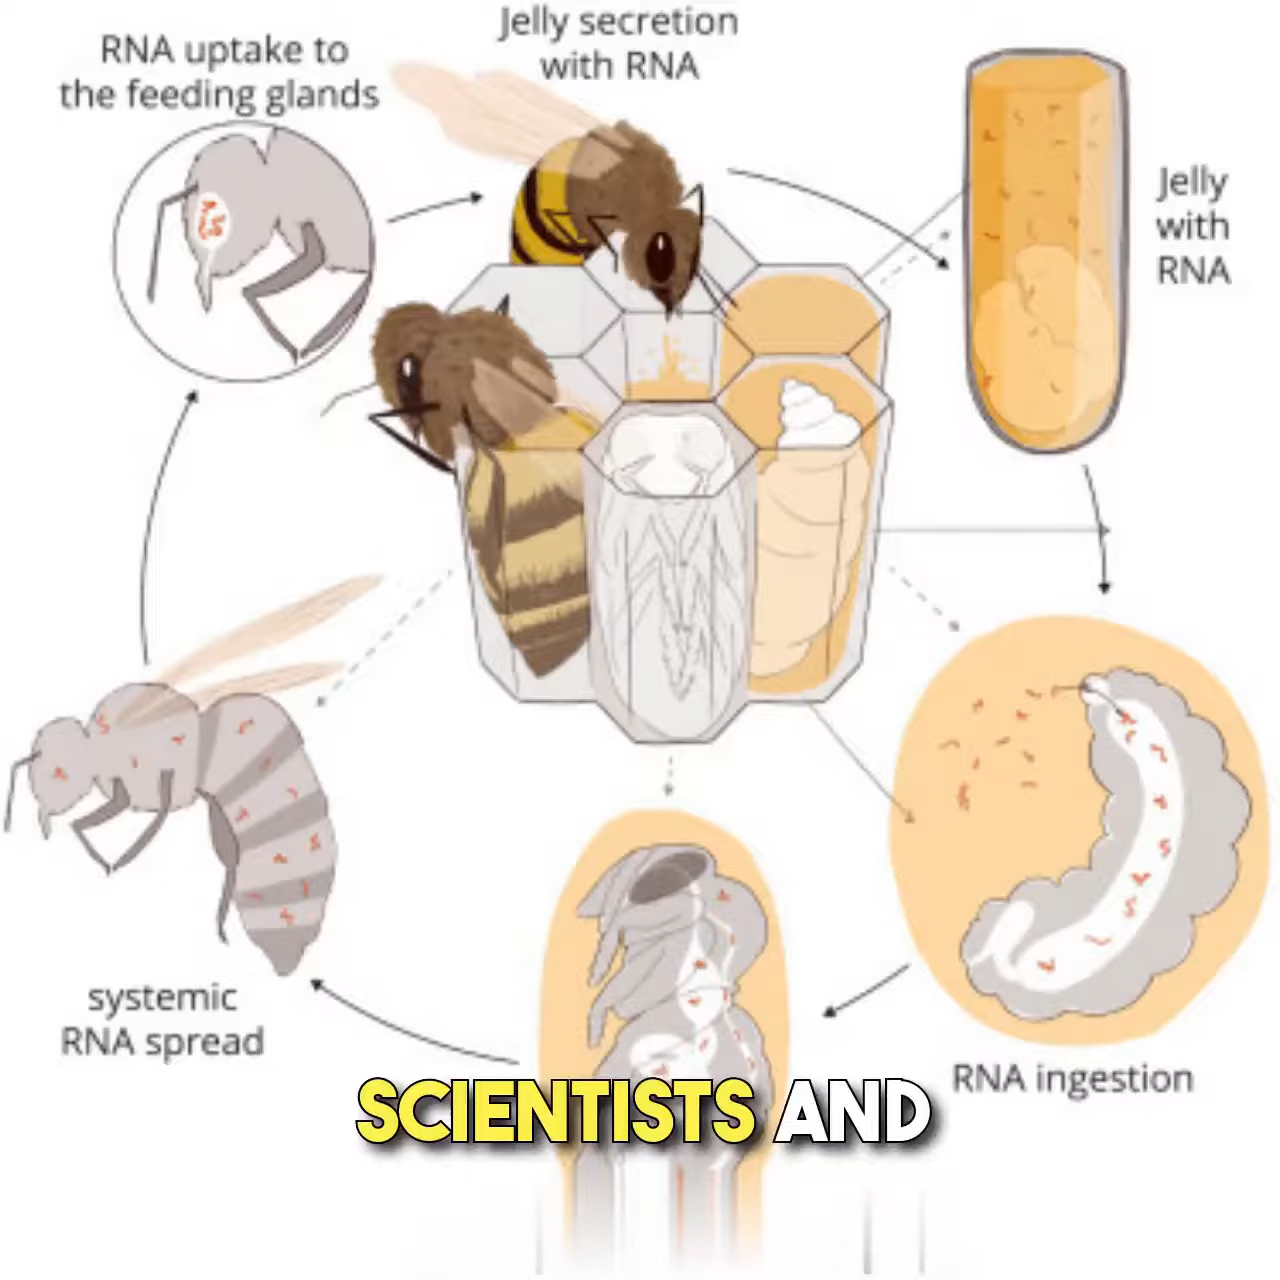 Jelly secretion
with RNA
RNA uptake to
the feeding glands
Jelly
with
RNA
systemic
RNA spread
RNA ingestion
SCIENTISTS AND